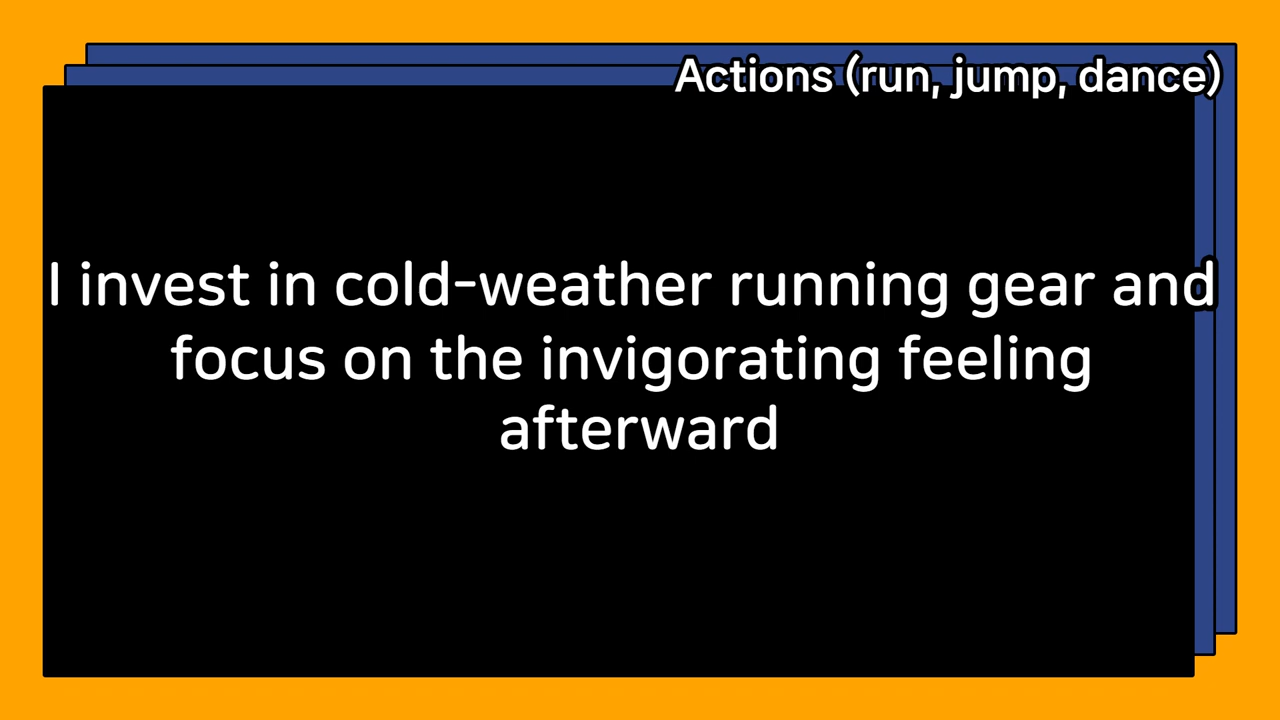 Actions (run, jump, dance)
I invest in cold-weather running gear and
focus on the invigorating feeling
afterward